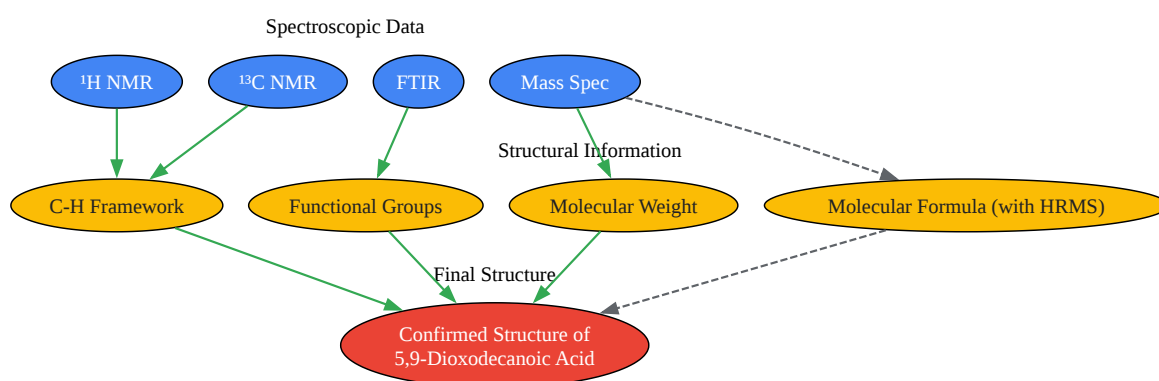 Spectroscopic Data
¹H NMR
¹³C NMR
FTIR
Mass Spec
Structural Information
C-H Framework
Functional Groups
Molecular Weight
Molecular Formula (with HRMS)
Final Structure
Confirmed Structure of
5,9-Dioxodecanoic Acid